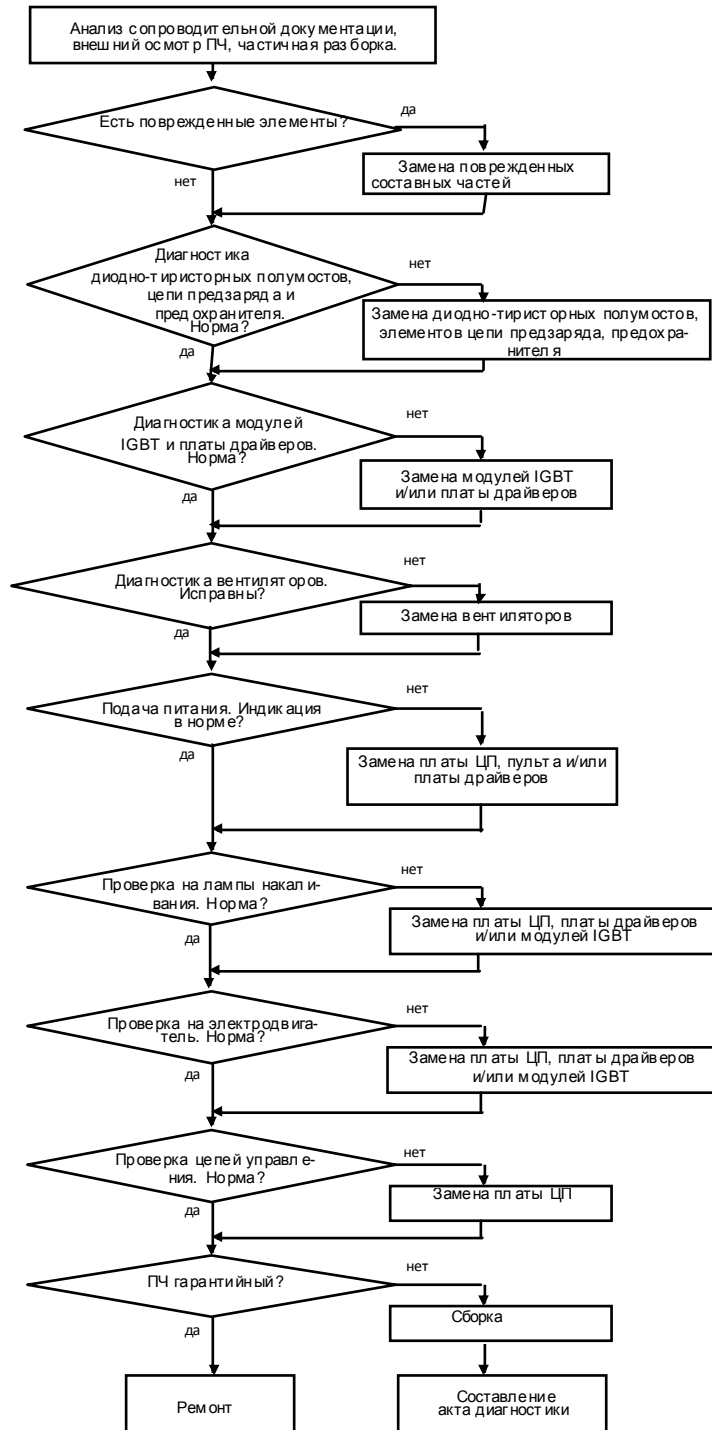 Анализ сопроводительной документации,
внешний осмотр ПЧ, частичная разборка.
да
Есть поврежденные элементы?
Замена поврежденных
составных частей
нет
Диагностика
диодно-тиристорных полумостов,
цепи предзаряда и
предохранителя.
Норма?
нет
Замена диодно-тиристорных полумостов,
элементов цепи предзаряда, предохра-
нителя
да
Диагностика модулей
IGBT и платы драйверов.
Норма?
нет
Замена модулей IGBT
и/или платы драйверов
да
Диагностика вентиляторов.
Исправны?
нет
Замена вентиляторов
да
Подача питания. Индикация
в норме?
нет
да
Замена платы ЦП, пульта и/или
платы драйверов
Проверка на лампы накали-
вания. Норма?
нет
Замена платы ЦП, платы драйверов
и/или модулей IGBT
да
Проверка на электродвига-
тель. Норма?
нет
Замена платы ЦП, платы драйверов
и/или модулей IGBT
да
Проверка цепей управле-
ния. Норма?
нет
Замена платы ЦП
да
ПЧ гарантийный?
нет
Сборка
да
Ремонт
Составление
акта диагностики